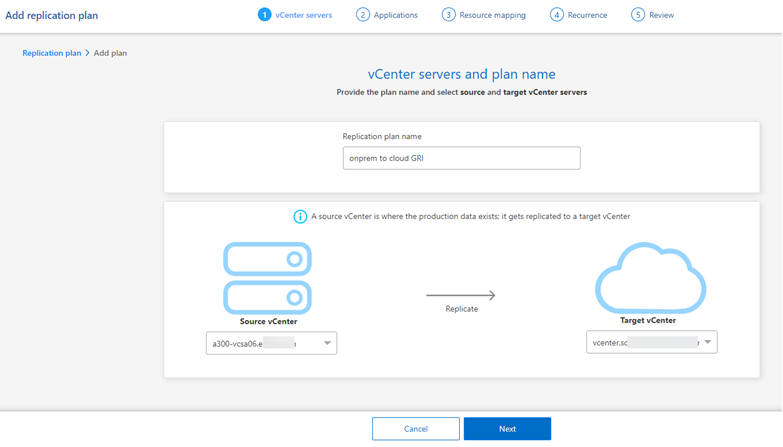 Add replication plan
1 vCenter servers
2 Applications
3 Resource mapping
4 Recurrence
5 Review
Replication plan > Add plan
vCenter servers and plan name
Provide the plan name and select source and target vCenter servers
Replication plan name
onprem to cloud GRI
A source vCenter is where the production data exists; it gets replicated to a target vCenter
Replicate
Source vCenter
Target vCenter
a300-vcsa06.e
vcenter.sc
Cancel
Next